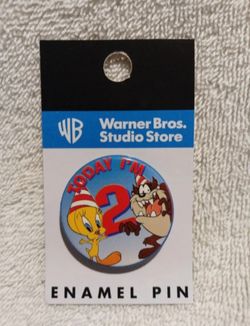 WB
Warner Bros.
Studio Store
TODAY I'M
2
ENAMEL PIN